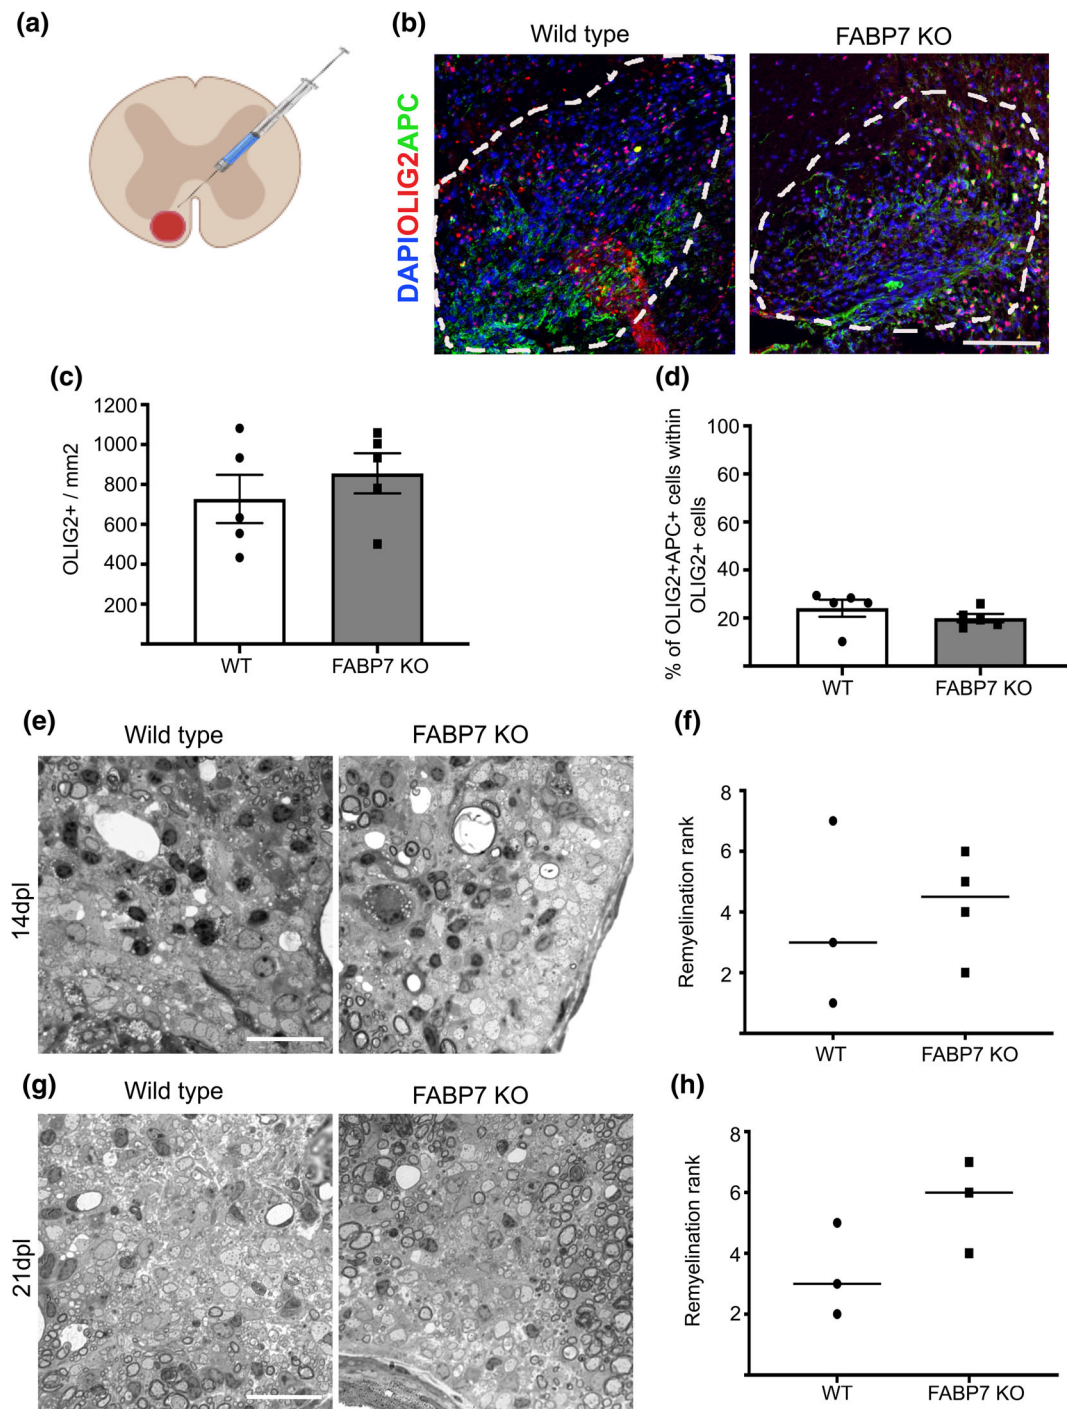 (a)
(b)
Wild type
FABP7 KO
DAPIOLIG2APC
(c)
OLIG2+ / mm2
1200
1000
800
600
400
200
WT
FABP7 KO
(d)
% of OLIG2+APC+ cells within
OLIG2+ cells
100
80
60
40
20
WT
FABP7 KO
(e)
Wild type
FABP7 KO
14dpl
(f)
Remyelination rank
8
6
4
2
WT
FABP7 KO
(g)
Wild type
FABP7 KO
21dpl
(h)
Remyelination rank
8
6
4
2
WT
FABP7 KO